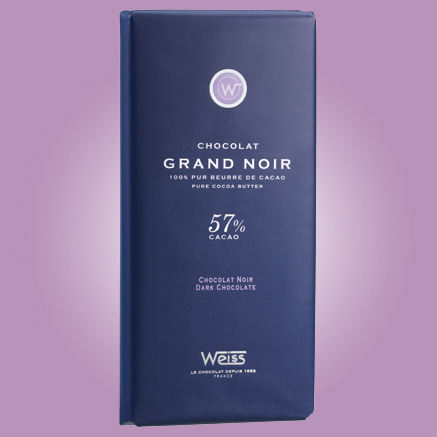 W
CHOCOLAT
GRAND NOIR
100% PUR BEURRE DE CACAO
PURE COCOA BUTTER
57%
CACAO
CHOCOLAT NOIR
DARK CHOCOLATE
Weiss
LE CHOCOLAT DEPUIS 1882
FRANCE